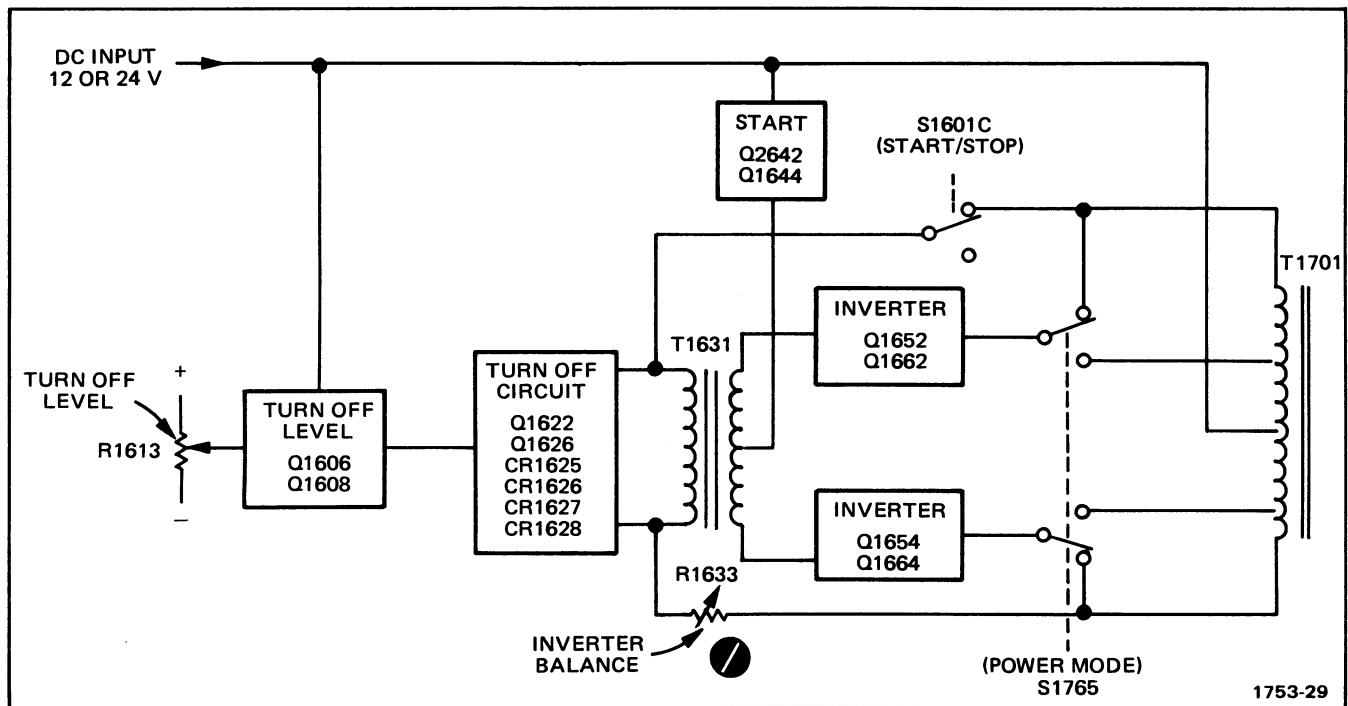 DC INPUT
12 OR 24 V
START
Q2642
Q1644
S1601C
(START/STOP)
T1701
INVERTER
Q1652
Q1662
T1631
TURN OFF
LEVEL
+
R1613
—
TURN OFF
LEVEL
Q1606
Q1608
TURN OFF
CIRCUIT
Q1622
Q1626
CR1625
CR1626
CR1627
CR1628
INVERTER
Q1654
Q1664
R1633
INVERTER
BALANCE
(POWER MODE)
S1765
1753-29